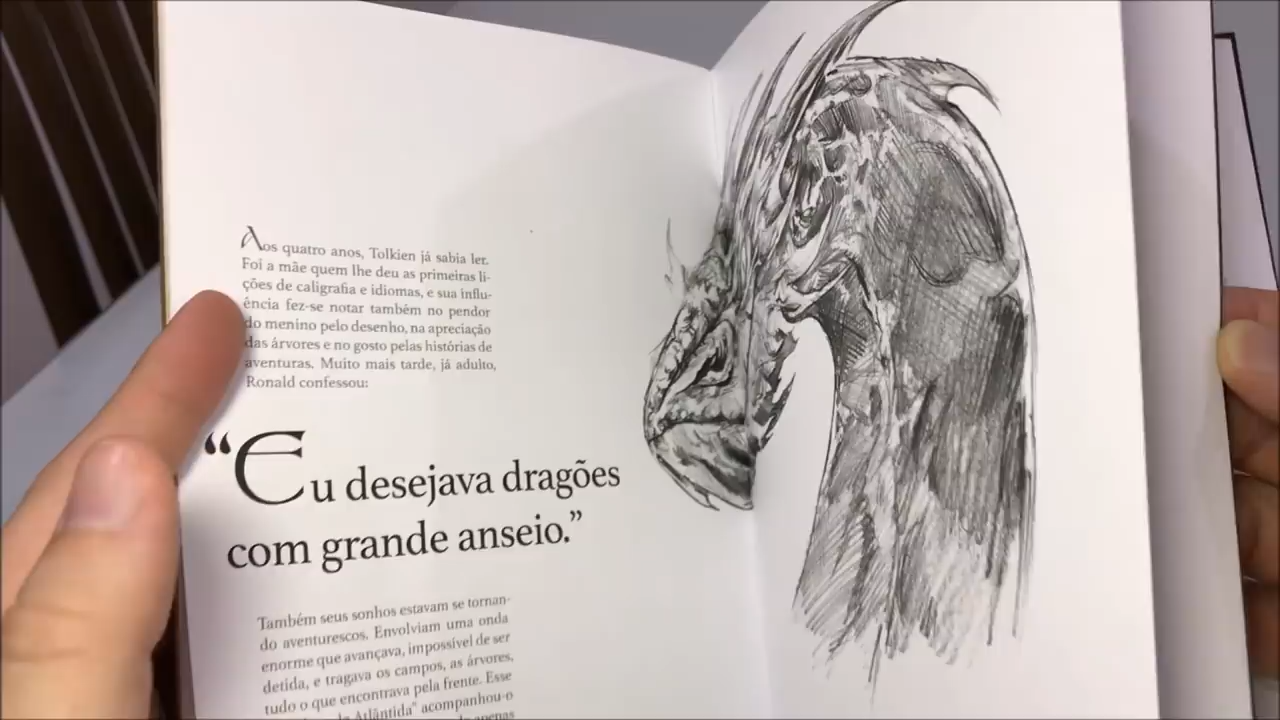 Aos quatro anos, Tolkien já sabia ler.
Foi a mãe quem lhe deu as primeiras li-
ções de caligrafia e idiomas, e sua influ-
ência fez-se notar também no pendor
do menino pelo desenho, na apreciação
das árvores e no gosto pelas histórias de
aventuras. Muito mais tarde, já adulto,
Ronald confessou:
“Eu desejava dragões
com grande anseio.”
Também seus sonhos estavam se tornan-
do aventurescos. Envolviam uma onda
enorme que avançava, impossível de ser
detida, e tragava os campos, as árvores,
tudo o que encontrava pela frente. Esse
da Atlântida” acompanhou-o
apenas